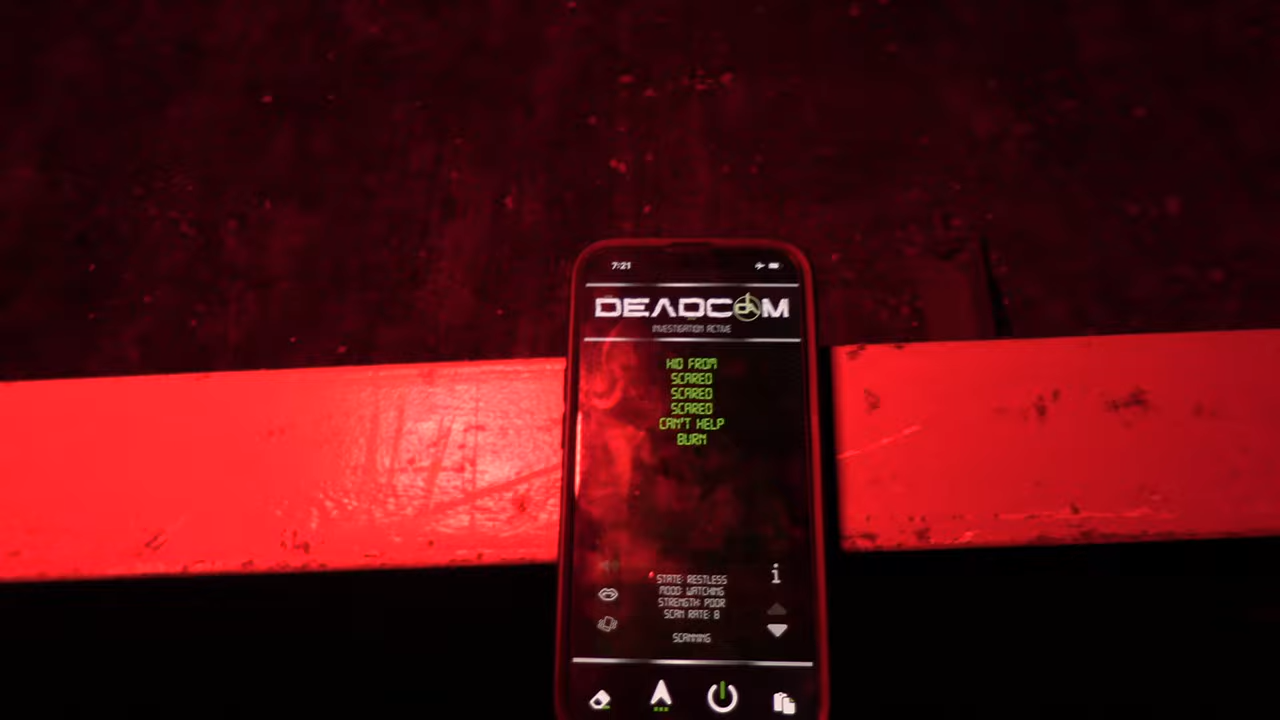 7:21
DEADCOM
INVESTIGATION ACTIVE
HID FROM
SCARED
SCARED
SCARED
CAN'T HELP
BURN
STATE: RESTLESS
MOOD: WATCHING
STRENGTH: POOR
SCAN RATE: 8
SCANNING